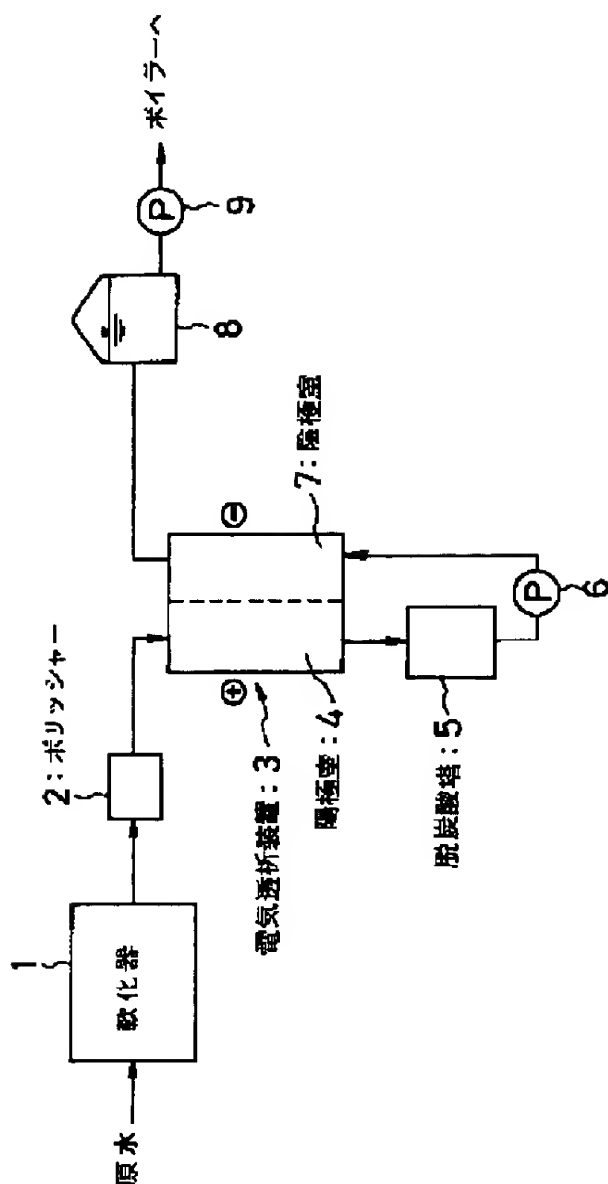 原水
1
軟化器
2:ポリッシャー
電気透析装置:3
陽極室:4
脱炭酸塔:5
P
6
7:陰極室
8
P
9
ボイラーへ
+
-